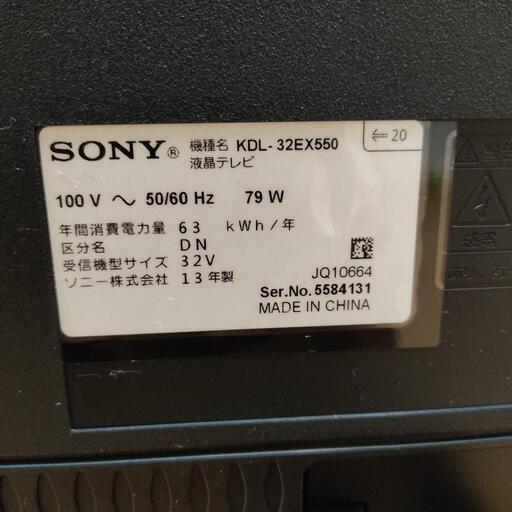 SONY® 機種名 KDL-32EX550
液晶テレビ
⇐20
100 V ～ 50/60 Hz 79 W
年間消費電力量 63 kWh/年
区分名 DN
受信機型サイズ 32V
ソニー株式会社 13年製
JQ10664
Ser.No.5584131
MADE IN CHINA